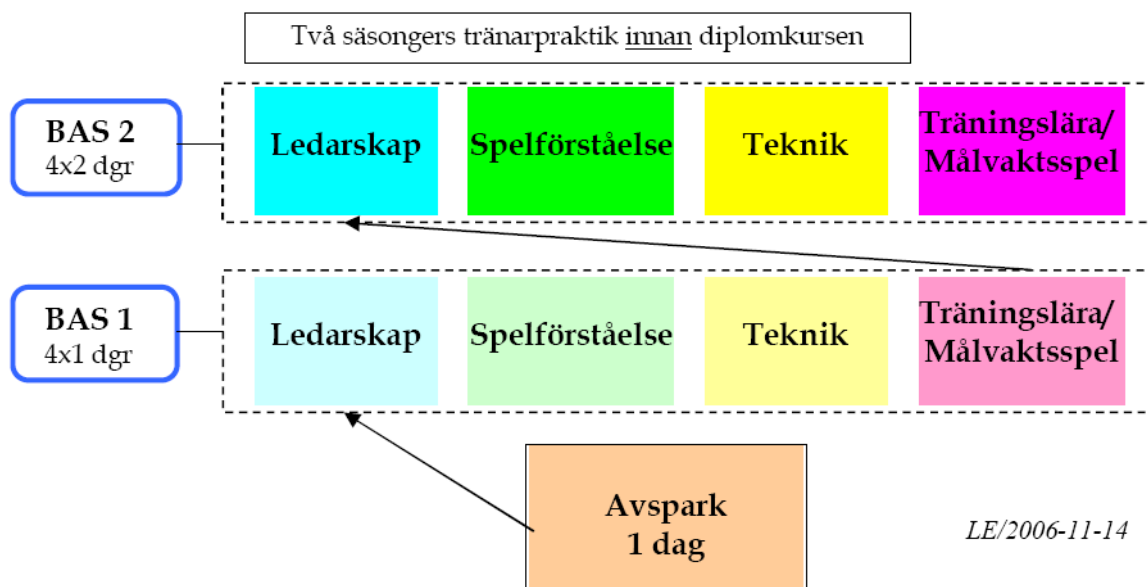 Två säsongers tränarpraktik innan diplomkursen
BAS 2
4x2 dgr
Ledarskap
Spelförståelse
Teknik
Träningslära/
Målvaktsspel
BAS 1
4x1 dgr
Ledarskap
Spelförståelse
Teknik
Träningslära/
Målvaktsspel
Avspark
1 dag
LE/2006-11-14